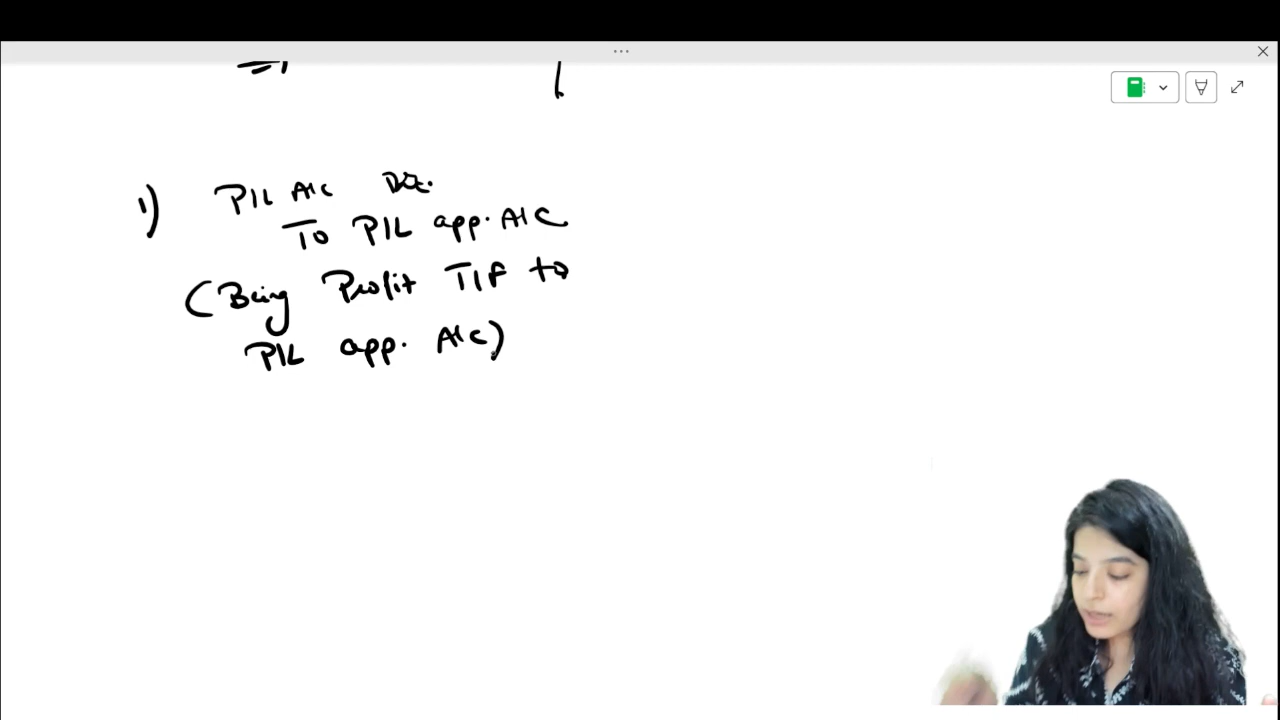 1) P/L A/c Dr.
To P/L app. A/C
(Being Profit T/F to
P/L app. A/C)